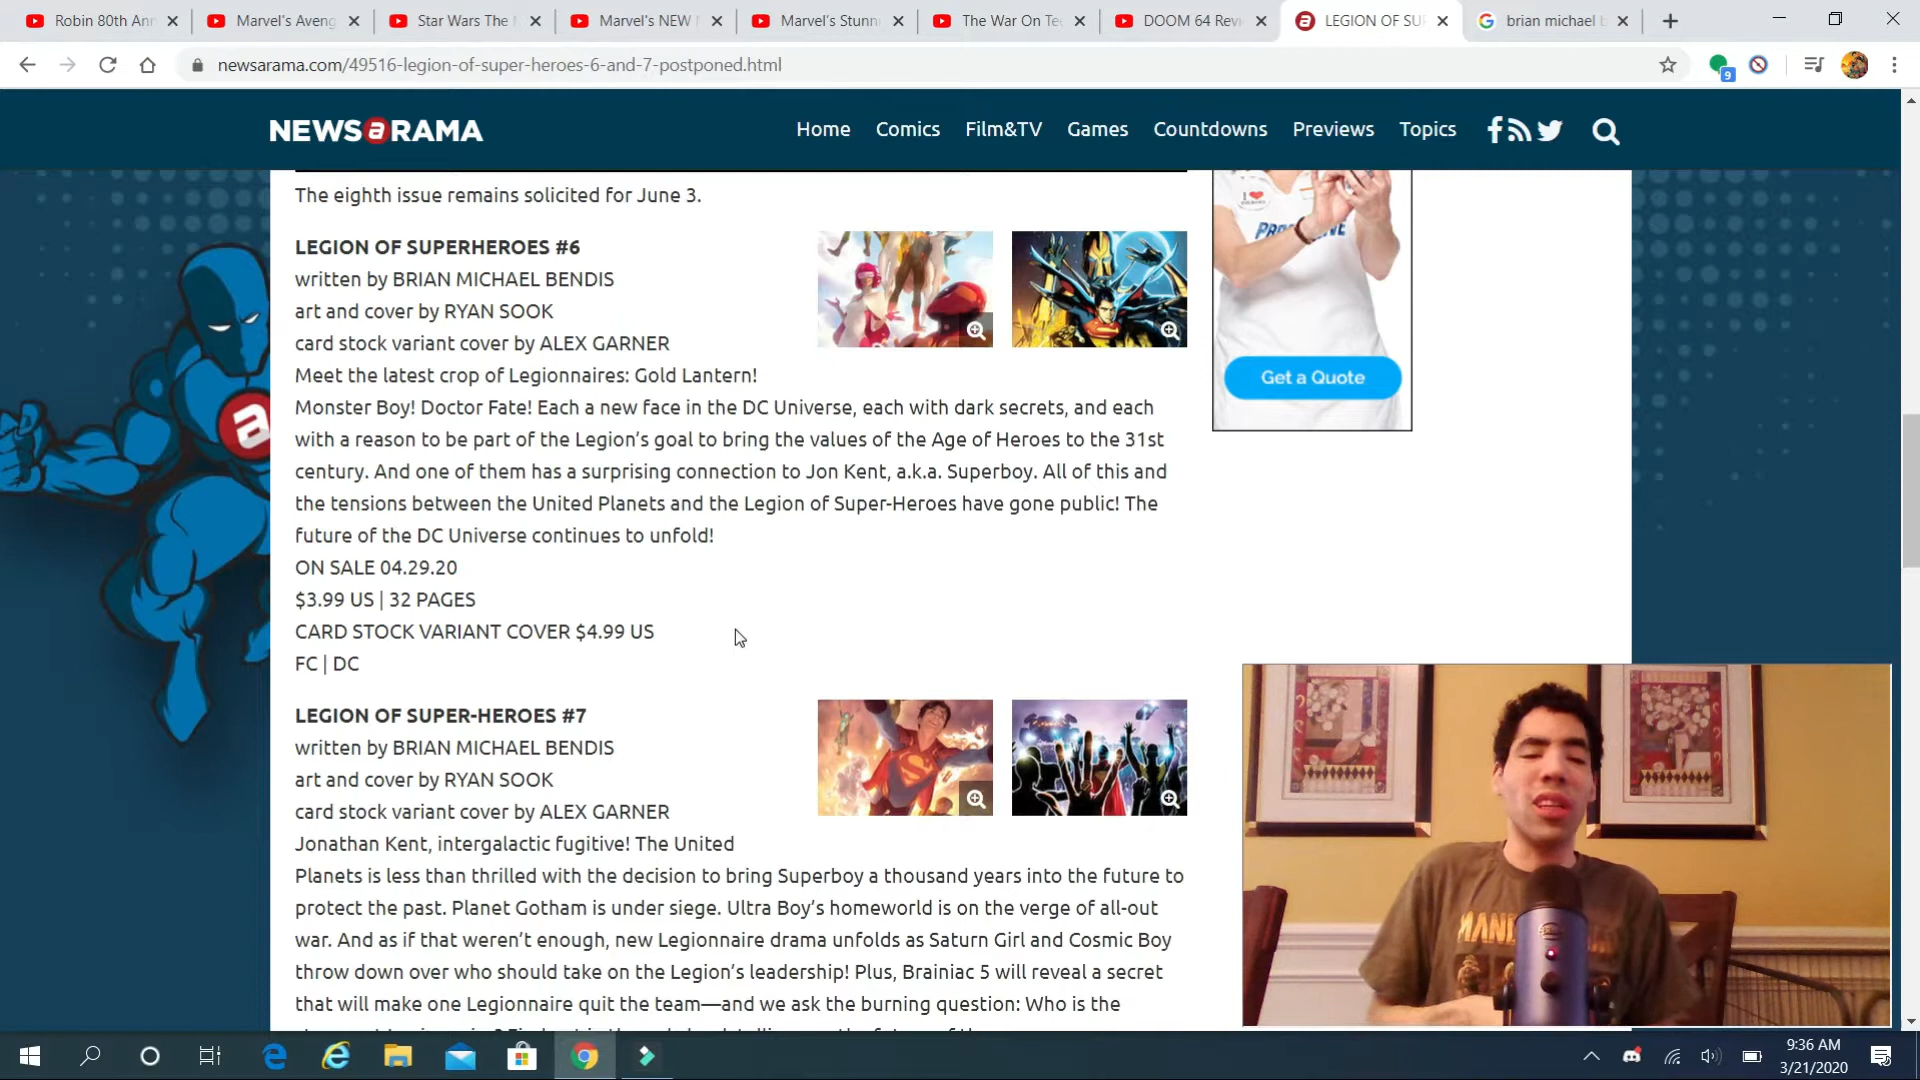 Robin 80th Ann
Marvel's Aveng
Star Wars The
Marvel's NEW
Marvel's Stunn
The War On Te
DOOM 64 Revi
LEGION OF SU
brian michael b
newsarama.com/49516-legion-of-super-heroes-6-and-7-postponed.html
9
NEWSaRAMA
Home
Comics
Film&TV
Games
Countdowns
Previews
Topics
The eighth issue remains solicited for June 3.
LEGION OF SUPERHEROES #6
written by BRIAN MICHAEL BENDIS
art and cover by RYAN SOOK
card stock variant cover by ALEX GARNER
Meet the latest crop of Legionnaires: Gold Lantern!
Monster Boy! Doctor Fate! Each a new face in the DC Universe, each with dark secrets, and each
with a reason to be part of the Legion’s goal to bring the values of the Age of Heroes to the 31st
century. And one of them has a surprising connection to Jon Kent, a.k.a. Superboy. All of this and
the tensions between the United Planets and the Legion of Super-Heroes have gone public! The
future of the DC Universe continues to unfold!
ON SALE 04.29.20
$3.99 US | 32 PAGES
CARD STOCK VARIANT COVER $4.99 US
FC | DC
Get a Quote
LEGION OF SUPER-HEROES #7
written by BRIAN MICHAEL BENDIS
art and cover by RYAN SOOK
card stock variant cover by ALEX GARNER
Jonathan Kent, intergalactic fugitive! The United
Planets is less than thrilled with the decision to bring Superboy a thousand years into the future to
protect the past. Planet Gotham is under siege. Ultra Boy’s homeworld is on the verge of all-out
war. And as if that weren’t enough, new Legionnaire drama unfolds as Saturn Girl and Cosmic Boy
throw down over who should take on the Legion’s leadership! Plus, Brainiac 5 will reveal a secret
that will make one Legionnaire quit the team—and we ask the burning question: Who is the
9:36 AM
3/21/2020